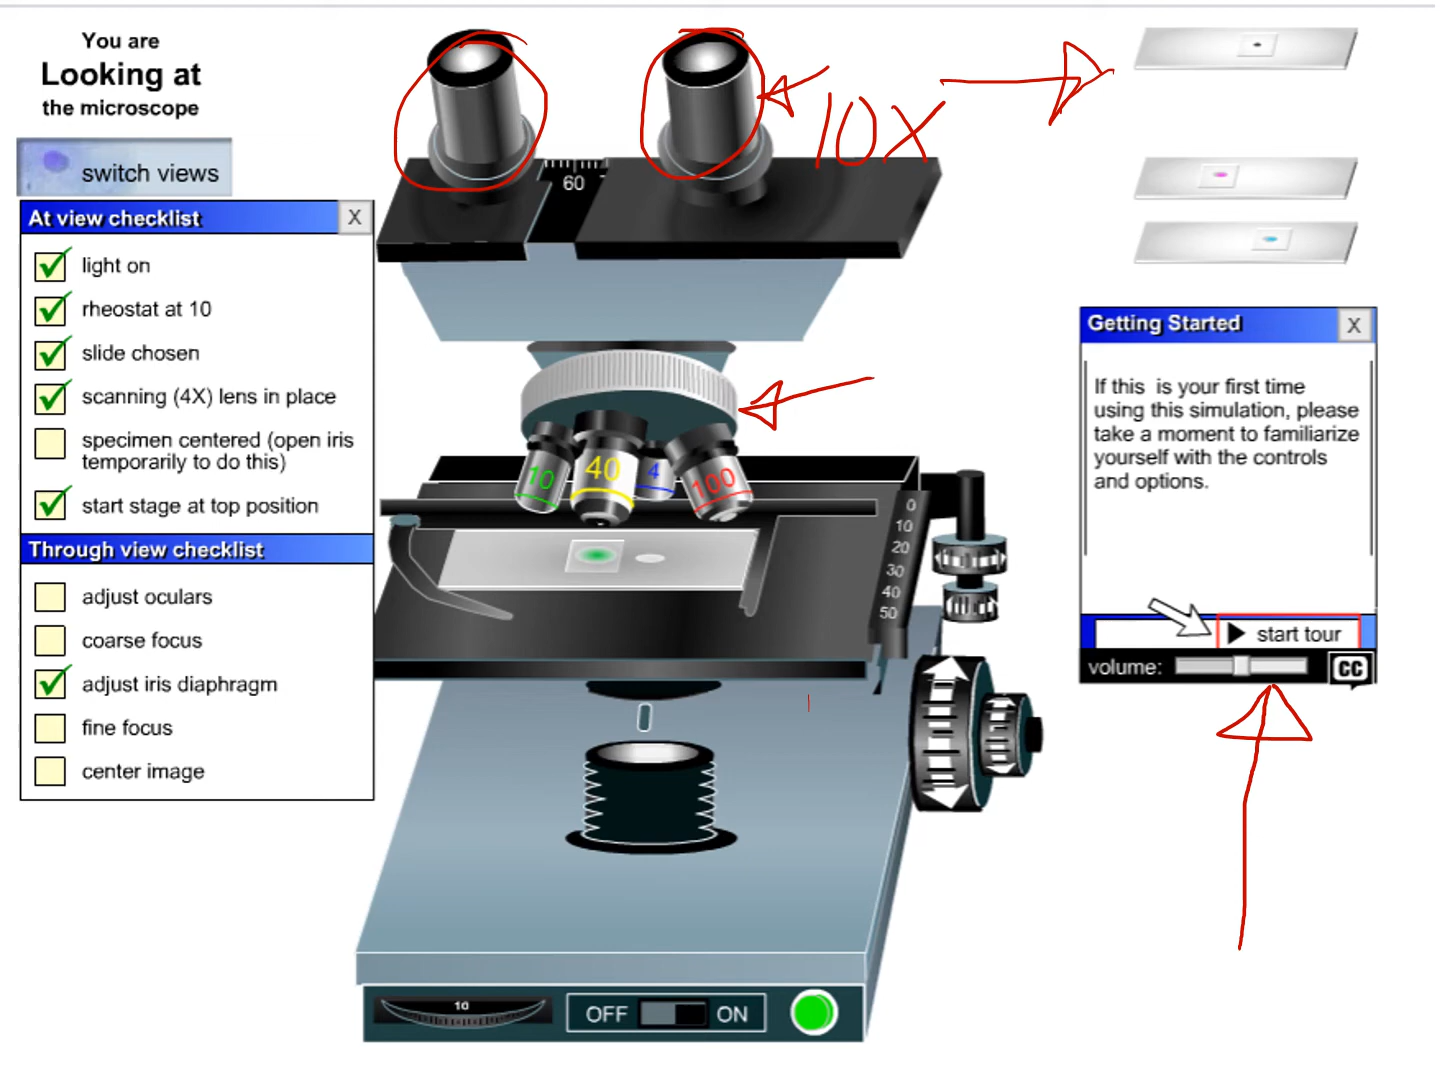 You are
Looking at
the microscope
switch views
At view checklist X
light on
rheostat at 10
slide chosen
scanning (4X) lens in place
specimen centered (open iris
temporarily to do this)
start stage at top position
Through view checklist
adjust oculars
coarse focus
adjust iris diaphragm
fine focus
center image
10X
60
10
40
4
100
0
10
20
30
40
50
10
OFF ON
Getting Started X
If this is your first time
using this simulation, please
take a moment to familiarize
yourself with the controls
and options.
start tour
volume: CC